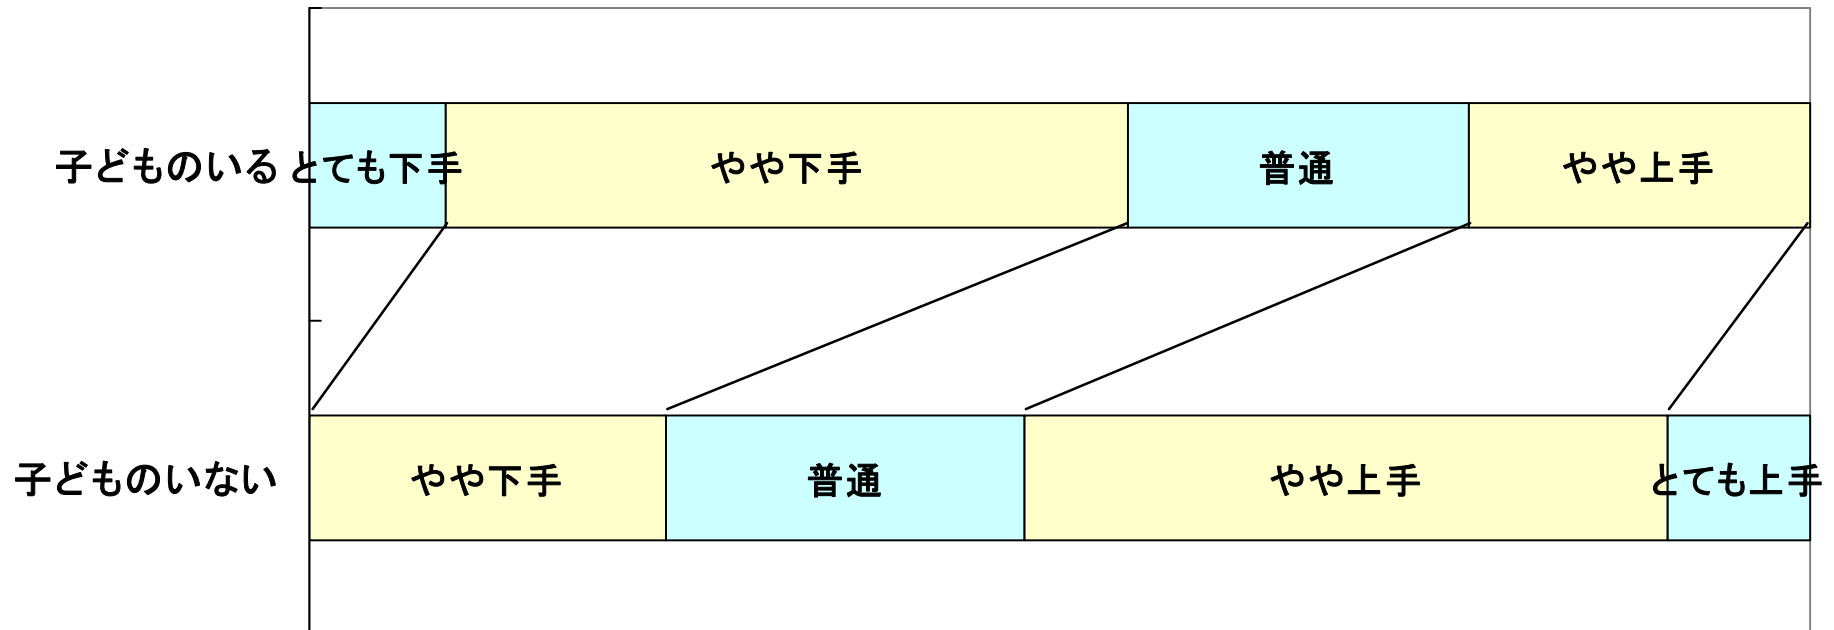 子どものいる とても下手 やや下手 普通 やや上手
子どものいない やや下手 普通 やや上手 とても上手